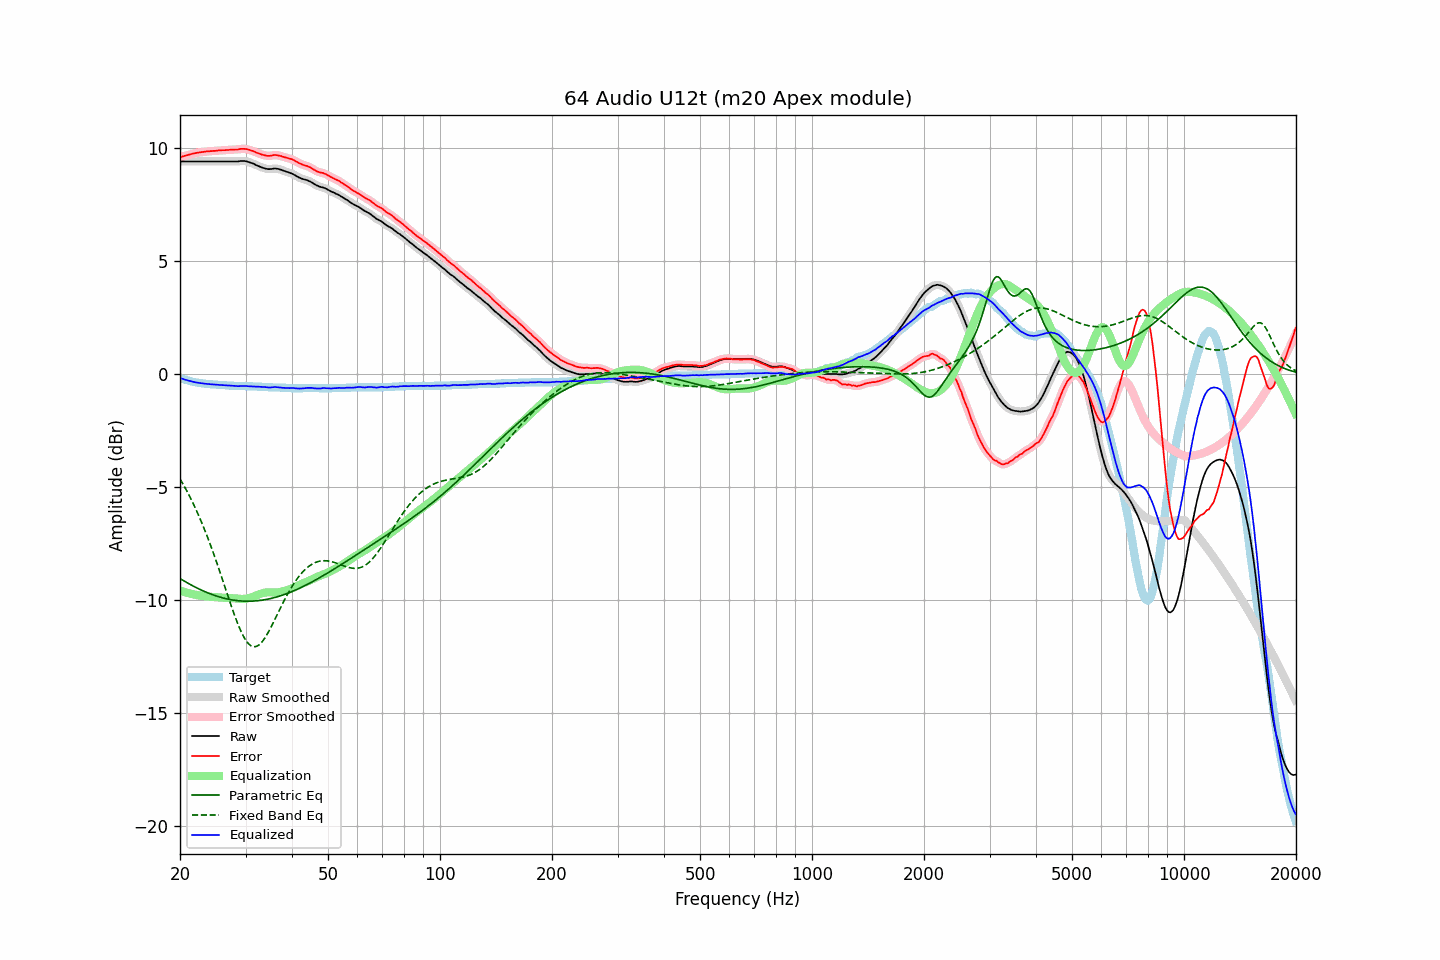 64 Audio U12t (m20 Apex module)
10
5
0
−5
−10
−15
−20
Amplitude (dBr)
Target
Raw Smoothed
Error Smoothed
Raw
Error
Equalization
Parametric Eq
Fixed Band Eq
Equalized
20 50 100 200 500 1000 2000 5000 10000 20000
Frequency (Hz)